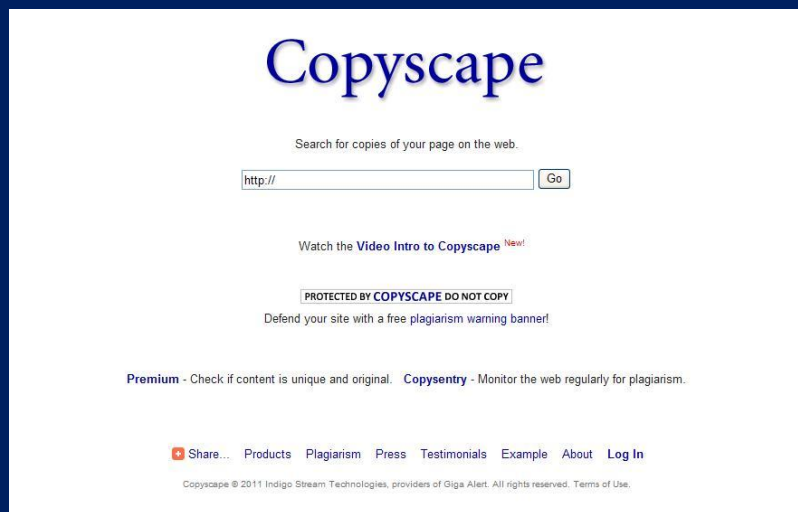 Copyscape
Search for copies of your page on the web.
http:// Go
Watch the Video Intro to Copyscape New!
PROTECTED BY COPYSCAPE DO NOT COPY
Defend your site with a free plagiarism warning banner!
Premium - Check if content is unique and original. Copysentry - Monitor the web regularly for plagiarism.
Share... Products Plagiarism Press Testimonials Example About Log In
Copyscape © 2011 Indigo Stream Technologies, providers of Giga Alert. All rights reserved. Terms of Use.